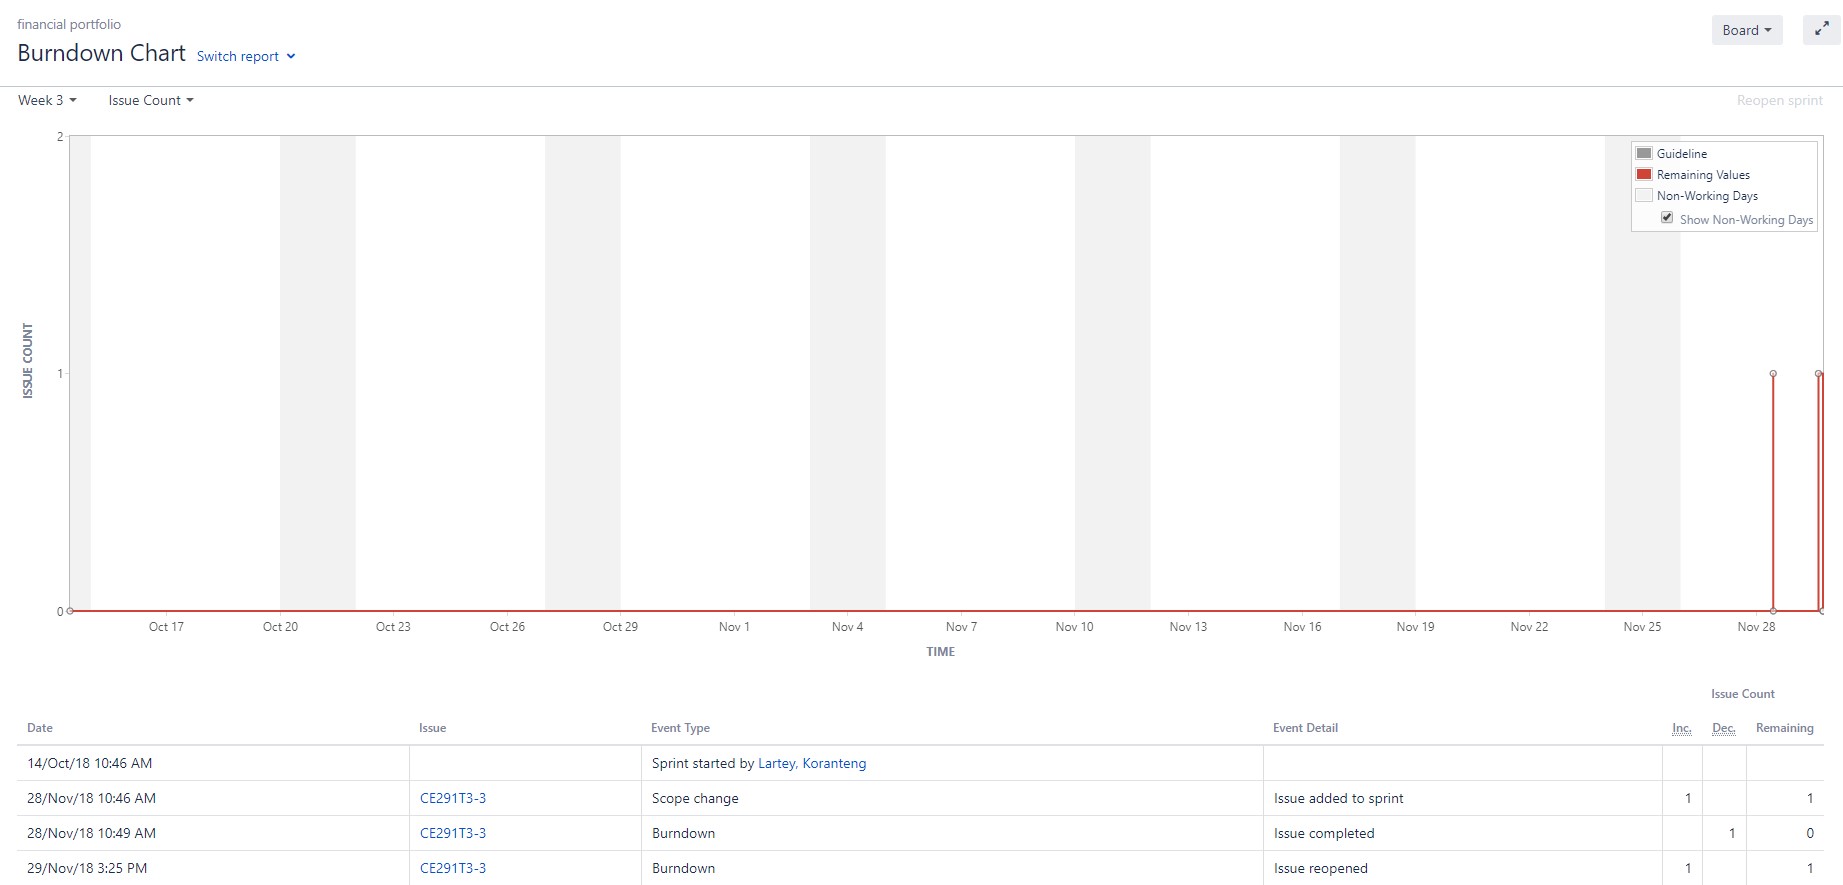 financial portfolio
Board
Burndown Chart Switch report
Week 3 Issue Count Reopen sprint
2
Guideline
Remaining Values
Non-Working Days
Show Non-Working Days
ISSUE COUNT
1
0
Oct 17 Oct 20 Oct 23 Oct 26 Oct 29 Nov 1 Nov 4 Nov 7 Nov 10 Nov 13 Nov 16 Nov 19 Nov 22 Nov 25 Nov 28
TIME
Issue Count
Date Issue Event Type Event Detail Inc. Dec. Remaining
14/Oct/18 10:46 AM Sprint started by Lartey, Koranteng
28/Nov/18 10:46 AM CE291T3-3 Scope change Issue added to sprint 1 1
28/Nov/18 10:49 AM CE291T3-3 Burndown Issue completed 1 0
29/Nov/18 3:25 PM CE291T3-3 Burndown Issue reopened 1 1